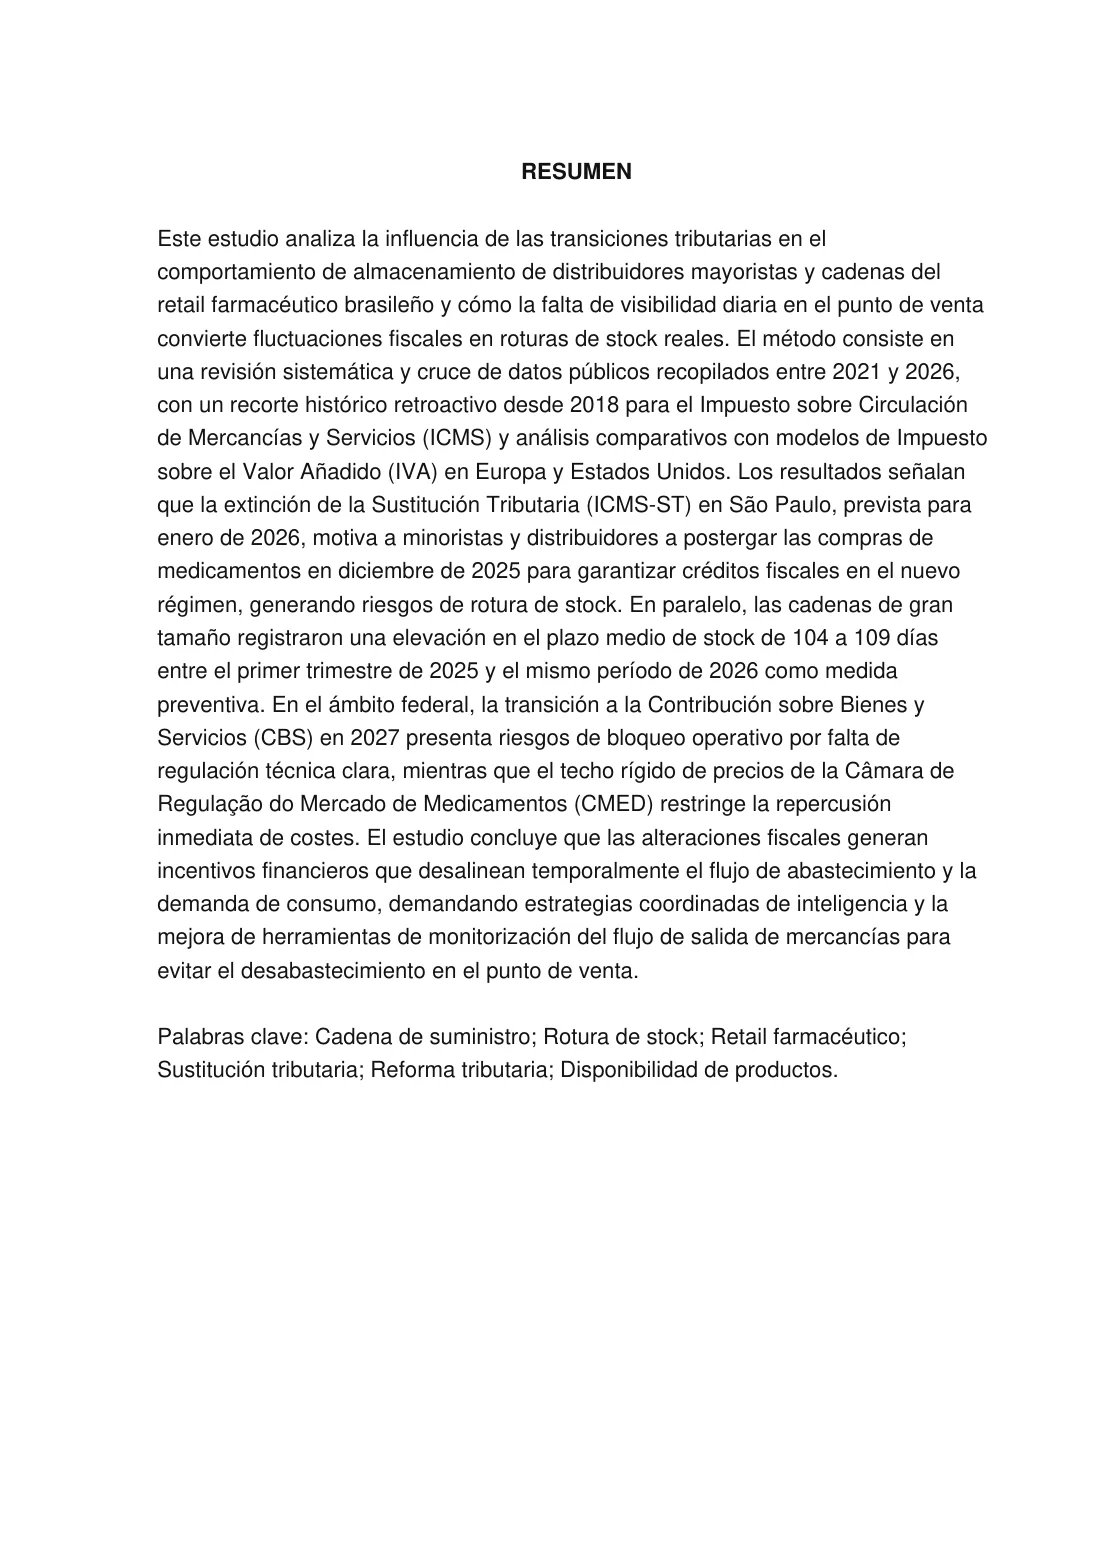 RESUMEN
Este estudio analiza la influencia de las transiciones tributarias en el
comportamiento de almacenamiento de distribuidores mayoristas y cadenas del
retail farmacéutico brasileño y cómo la falta de visibilidad diaria en el punto de venta
convierte fluctuaciones fiscales en roturas de stock reales. El método consiste en
una revisión sistemática y cruce de datos públicos recopilados entre 2021 y 2026,
con un recorte histórico retroactivo desde 2018 para el Impuesto sobre Circulación
de Mercancías y Servicios (ICMS) y análisis comparativos con modelos de Impuesto
sobre el Valor Añadido (IVA) en Europa y Estados Unidos. Los resultados señalan
que la extinción de la Sustitución Tributaria (ICMS-ST) en São Paulo, prevista para
enero de 2026, motiva a minoristas y distribuidores a postergar las compras de
medicamentos en diciembre de 2025 para garantizar créditos fiscales en el nuevo
régimen, generando riesgos de rotura de stock. En paralelo, las cadenas de gran
tamaño registraron una elevación en el plazo medio de stock de 104 a 109 días
entre el primer trimestre de 2025 y el mismo período de 2026 como medida
preventiva. En el ámbito federal, la transición a la Contribución sobre Bienes y
Servicios (CBS) en 2027 presenta riesgos de bloqueo operativo por falta de
regulación técnica clara, mientras que el techo rígido de precios de la Câmara de
Regulação do Mercado de Medicamentos (CMED) restringe la repercusión
inmediata de costes. El estudio concluye que las alteraciones fiscales generan
incentivos financieros que desalinean temporalmente el flujo de abastecimiento y la
demanda de consumo, demandando estrategias coordinadas de inteligencia y la
mejora de herramientas de monitorización del flujo de salida de mercancías para
evitar el desabastecimiento en el punto de venta.
Palabras clave: Cadena de suministro; Rotura de stock; Retail farmacéutico;
Sustitución tributaria; Reforma tributaria; Disponibilidad de productos.